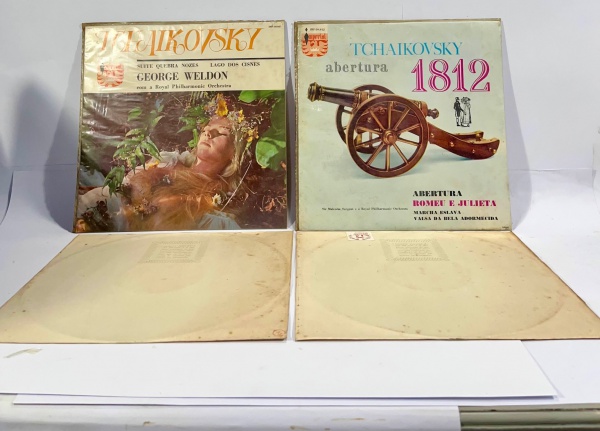 TCHAIKOVSKY
SUITE QUEBRA NOZES LAGO DOS CISNES
GEORGE WELDON
com a Royal Philharmonic Orchestra
imperial
TCHAIKOVSKY
abertura
1812
ABERTURA
ROMEU E JULIETA
MARCHA ESLAVA
VALSA DA BELA ADORMECIDA